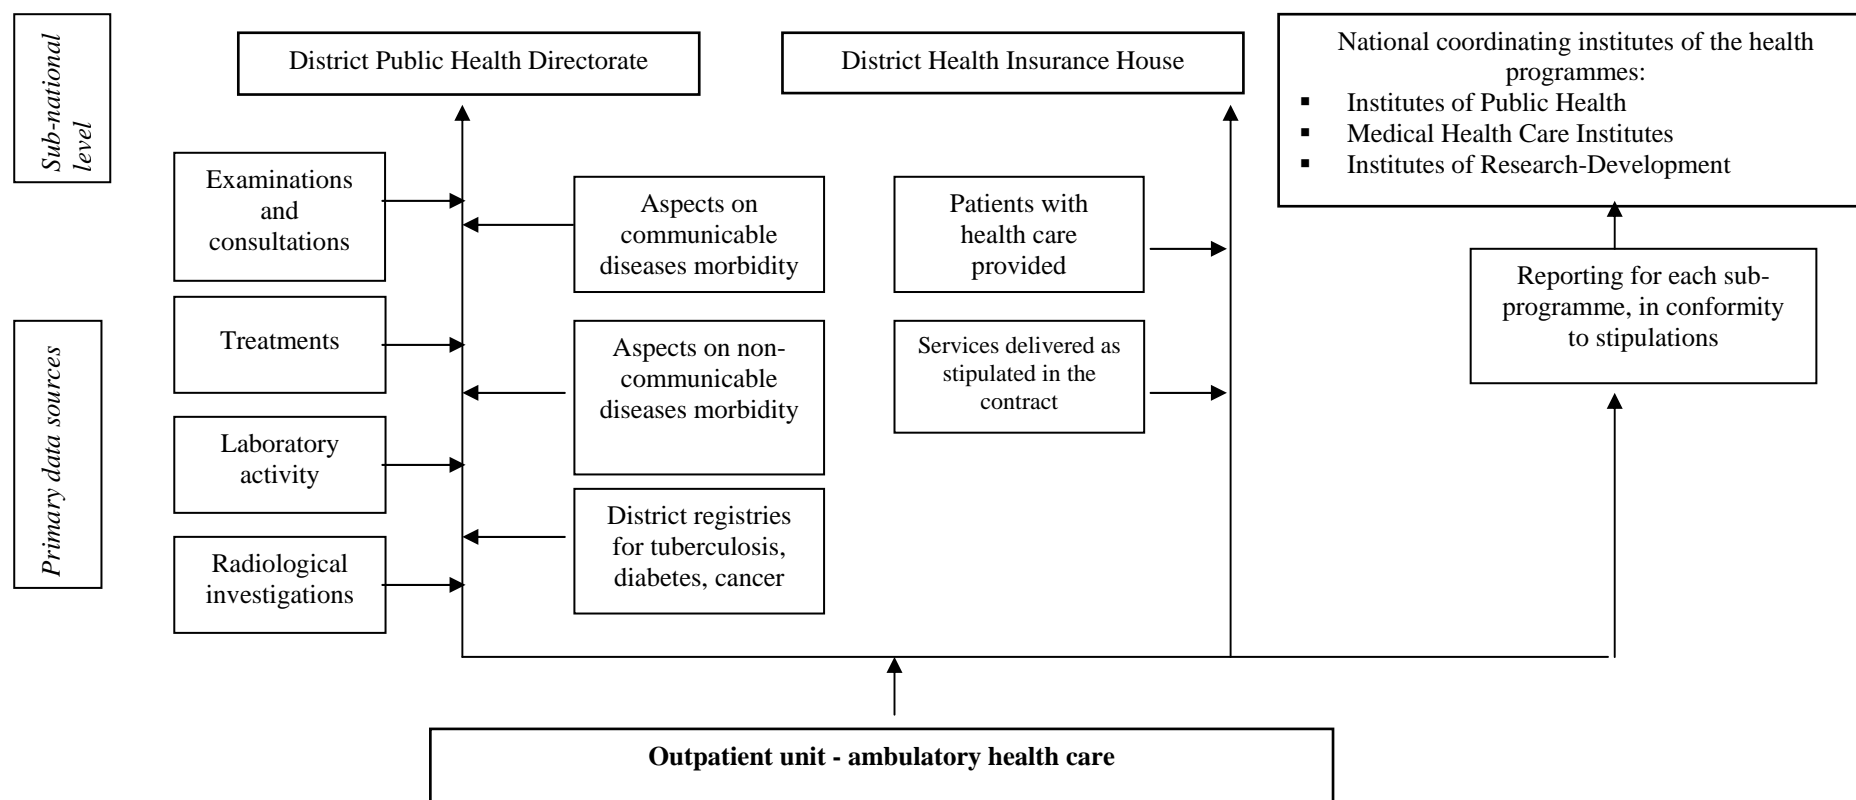 Sub-national
level
District Public Health Directorate
District Health Insurance House
National coordinating institutes of the health
programmes:
▪ Institutes of Public Health
▪ Medical Health Care Institutes
▪ Institutes of Research-Development
Examinations
and
consultations
Aspects on
communicable
diseases morbidity
Patients with
health care
provided
Reporting for each sub-
programme, in conformity
to stipulations
Primary data sources
Treatments
Aspects on non-
communicable
diseases morbidity
Services delivered as
stipulated in the
contract
Laboratory
activity
District registries
for tuberculosis,
diabetes, cancer
Radiological
investigations
Outpatient unit - ambulatory health care